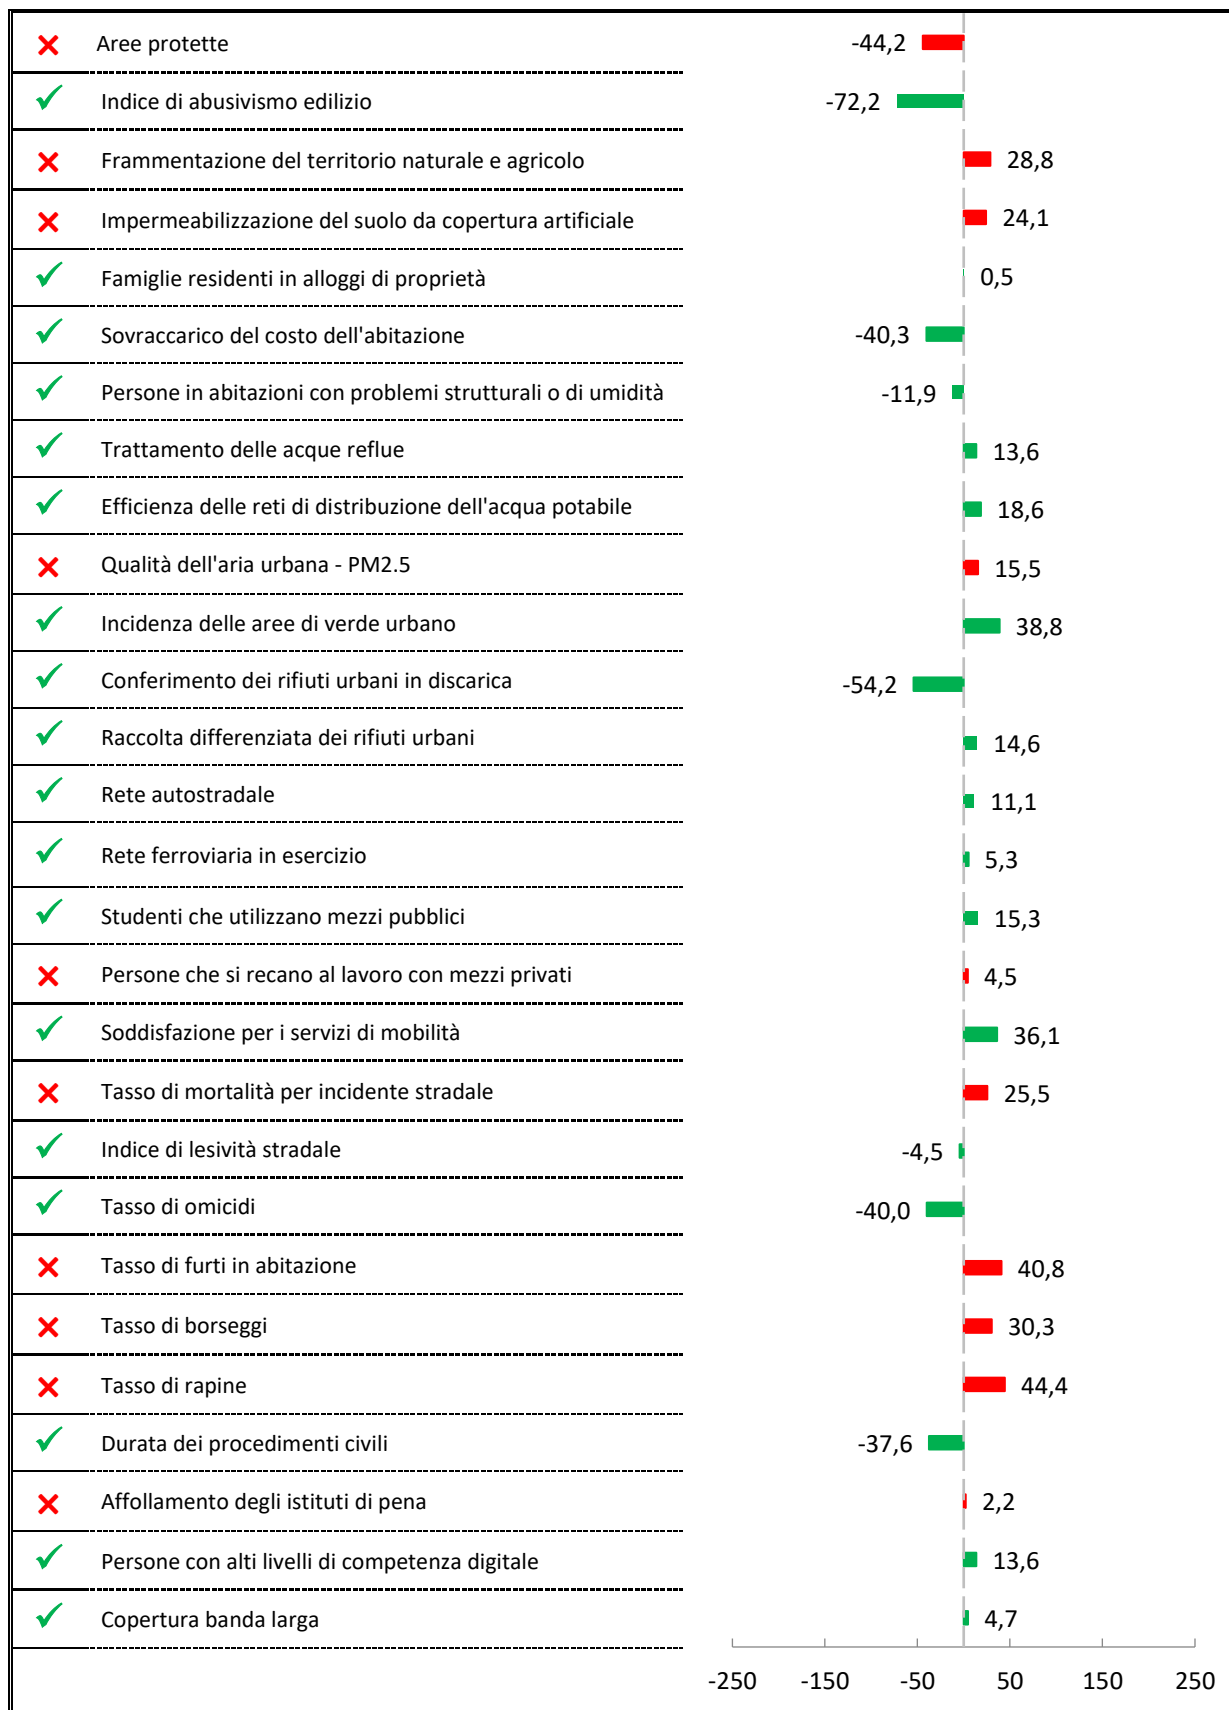 Aree protette -44,2
Indice di abusivismo edilizio -72,2
Frammentazione del territorio naturale e agricolo 28,8
Impermeabilizzazione del suolo da copertura artificiale 24,1
Famiglie residenti in alloggi di proprietà 0,5
Sovraccarico del costo dell'abitazione -40,3
Persone in abitazioni con problemi strutturali o di umidità -11,9
Trattamento delle acque reflue 13,6
Efficienza delle reti di distribuzione dell'acqua potabile 18,6
Qualità dell'aria urbana - PM2.5 15,5
Incidenza delle aree di verde urbano 38,8
Conferimento dei rifiuti urbani in discarica -54,2
Raccolta differenziata dei rifiuti urbani 14,6
Rete autostradale 11,1
Rete ferroviaria in esercizio 5,3
Studenti che utilizzano mezzi pubblici 15,3
Persone che si recano al lavoro con mezzi privati 4,5
Soddisfazione per i servizi di mobilità 36,1
Tasso di mortalità per incidente stradale 25,5
Indice di lesività stradale -4,5
Tasso di omicidi -40,0
Tasso di furti in abitazione 40,8
Tasso di borseggi 30,3
Tasso di rapine 44,4
Durata dei procedimenti civili -37,6
Affollamento degli istituti di pena 2,2
Persone con alti livelli di competenza digitale 13,6
Copertura banda larga 4,7
-250 -150 -50 50 150 250